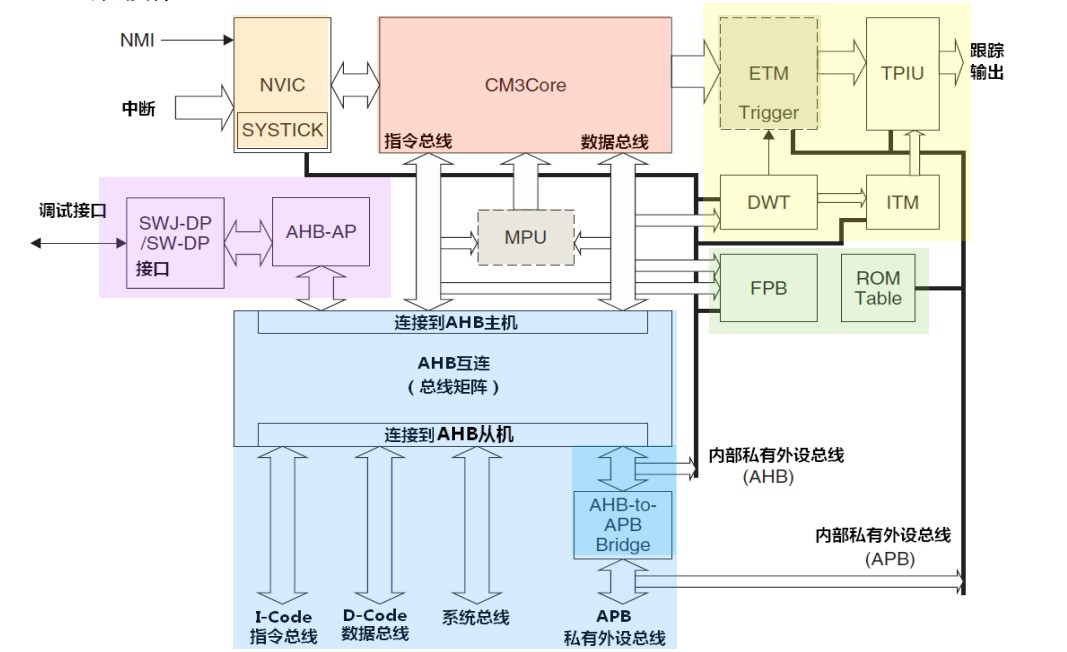 NMI
中断
NVIC
SYSTICK
CM3Core
指令总线
数据总线
ETM
Trigger
TPIU
跟踪
输出
DWT
ITM
调试接口
SWJ-DP
/SW-DP
接口
AHB-AP
MPU
FPB
ROM
Table
连接到AHB主机
AHB互连
（总线矩阵）
连接到AHB从机
内部私有外设总线
(AHB)
AHB-to-
APB
Bridge
内部私有外设总线
(APB)
I-Code
指令总线
D-Code
数据总线
系统总线
APB
私有外设总线